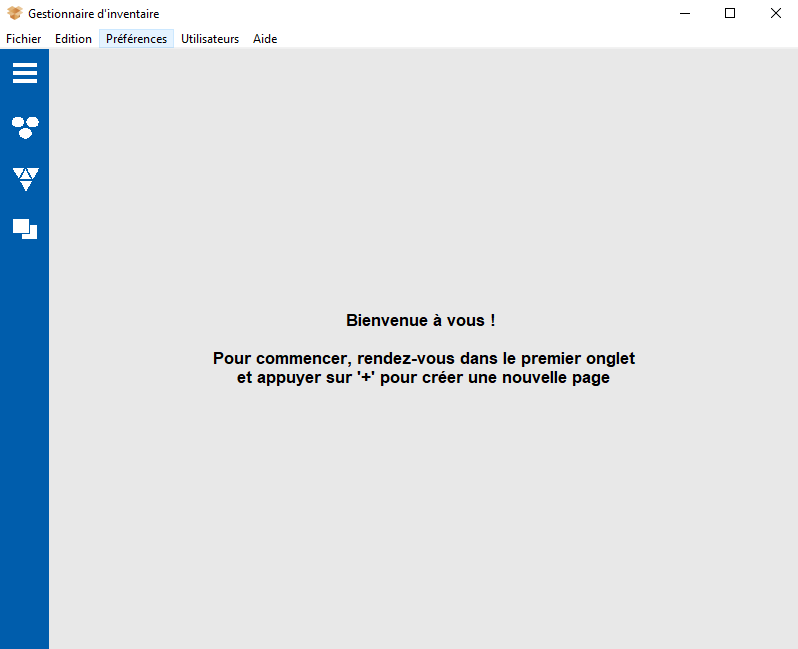 Gestionnaire d'inventaire
Fichier Edition Préférences Utilisateurs Aide
Bienvenue à vous !
Pour commencer, rendez-vous dans le premier onglet
et appuyer sur '+' pour créer une nouvelle page